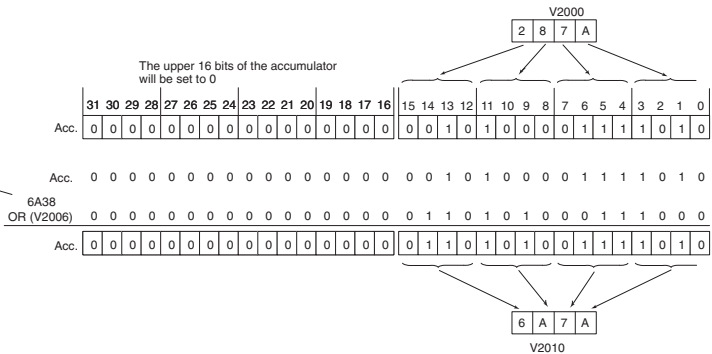 V2000
2 8 7 A
The upper 16 bits of the accumulator
will be set to 0
31 30 29 28 27 26 25 24 23 22 21 20 19 18 17 16 15 14 13 12 11 10 9 8 7 6 5 4 3 2 1 0
Acc. 0 0 0 0 0 0 0 0 0 0 0 0 0 0 0 0 0 0 1 0 1 0 0 0 0 1 1 1 1 0 1 0
Acc. 0 0 0 0 0 0 0 0 0 0 0 0 0 0 0 0 0 0 1 0 1 0 0 0 0 1 1 1 1 0 1 0
6A38
OR (V2006) 0 0 0 0 0 0 0 0 0 0 0 0 0 0 0 0 0 1 1 0 1 0 1 0 0 0 1 1 1 0 0 0
Acc. 0 0 0 0 0 0 0 0 0 0 0 0 0 0 0 0 0 1 1 0 1 0 1 0 0 1 1 1 1 0 1 0
6 A 7 A
V2010